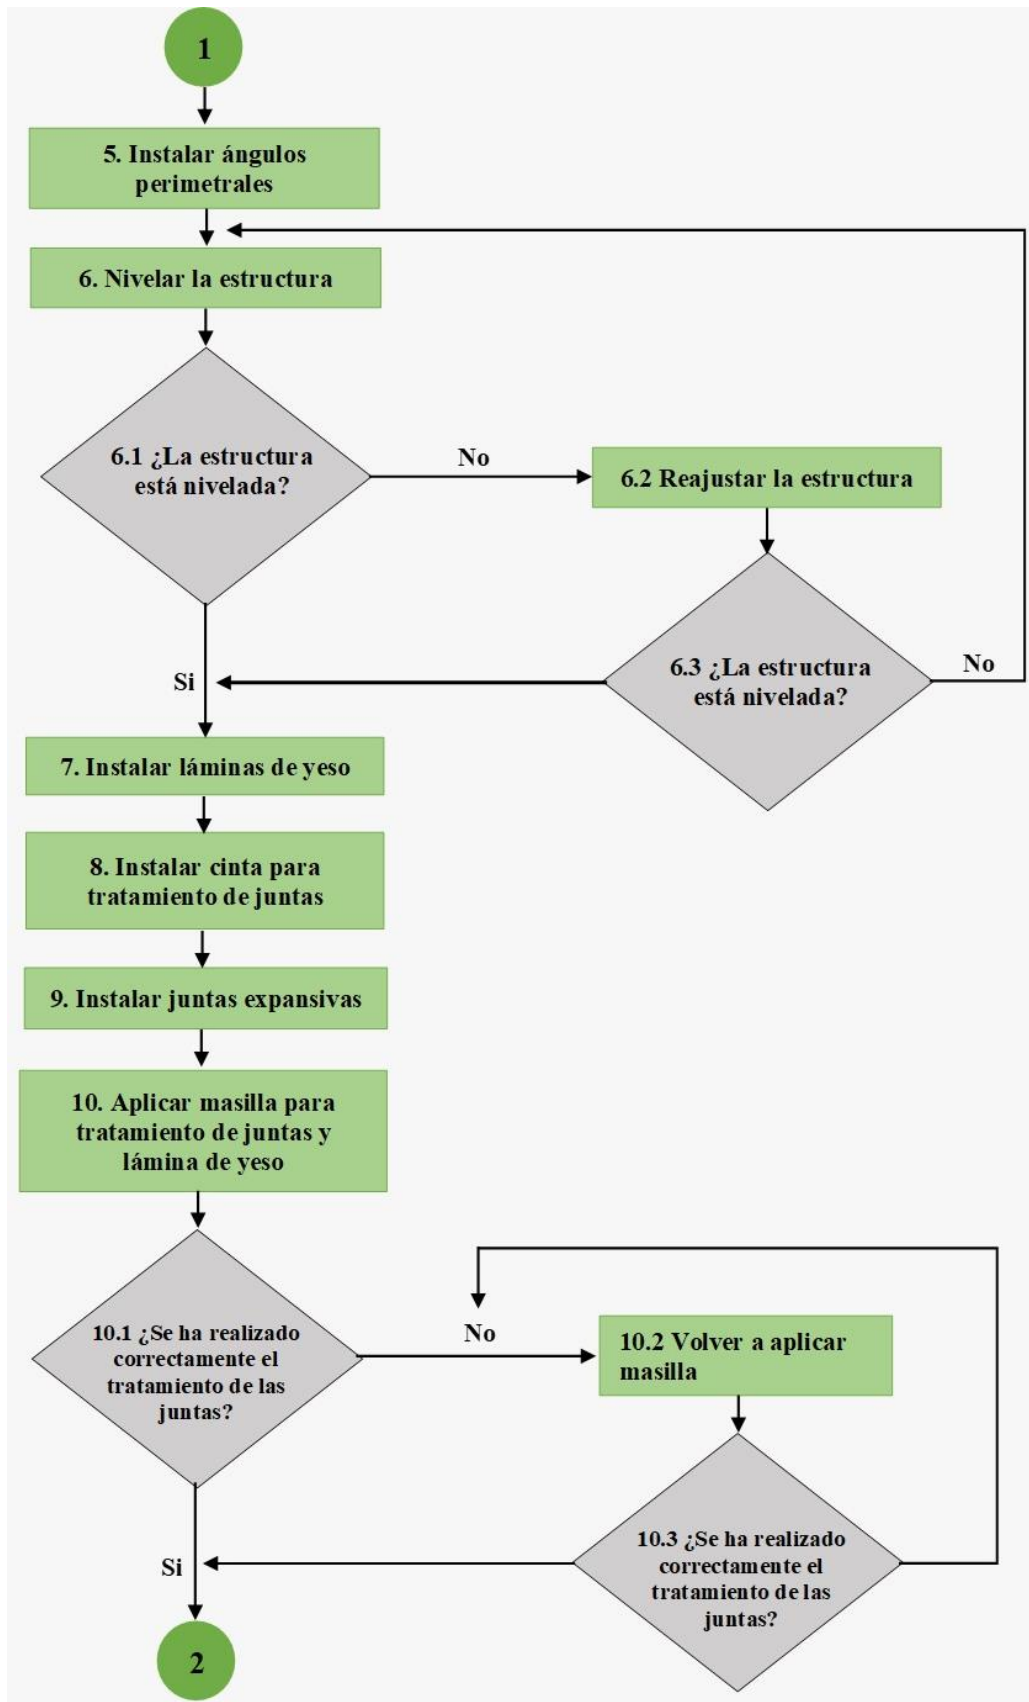 1
5. Instalar ángulos
perimetrales
6. Nivelar la estructura
6.1 ¿La estructura
está nivelada?
No
6.2 Reajustar la estructura
6.3 ¿La estructura
está nivelada?
No
Si
7. Instalar láminas de yeso
8. Instalar cinta para
tratamiento de juntas
9. Instalar juntas expansivas
10. Aplicar masilla para
tratamiento de juntas y
lámina de yeso
10.1 ¿Se ha realizado
correctamente el
tratamiento de las
juntas?
No
10.2 Volver a aplicar
masilla
10.3 ¿Se ha realizado
correctamente el
tratamiento de las
juntas?
Si
2